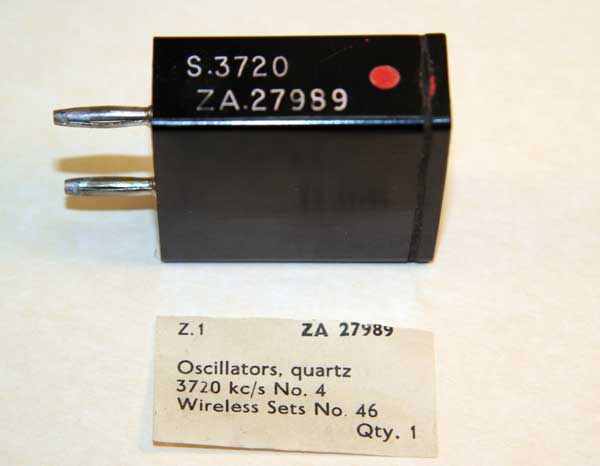 S.3720
ZA.27989
Z.1 ZA 27989
Oscillators, quartz
3720 kc/s No. 4
Wireless Sets No. 46
Qty. 1